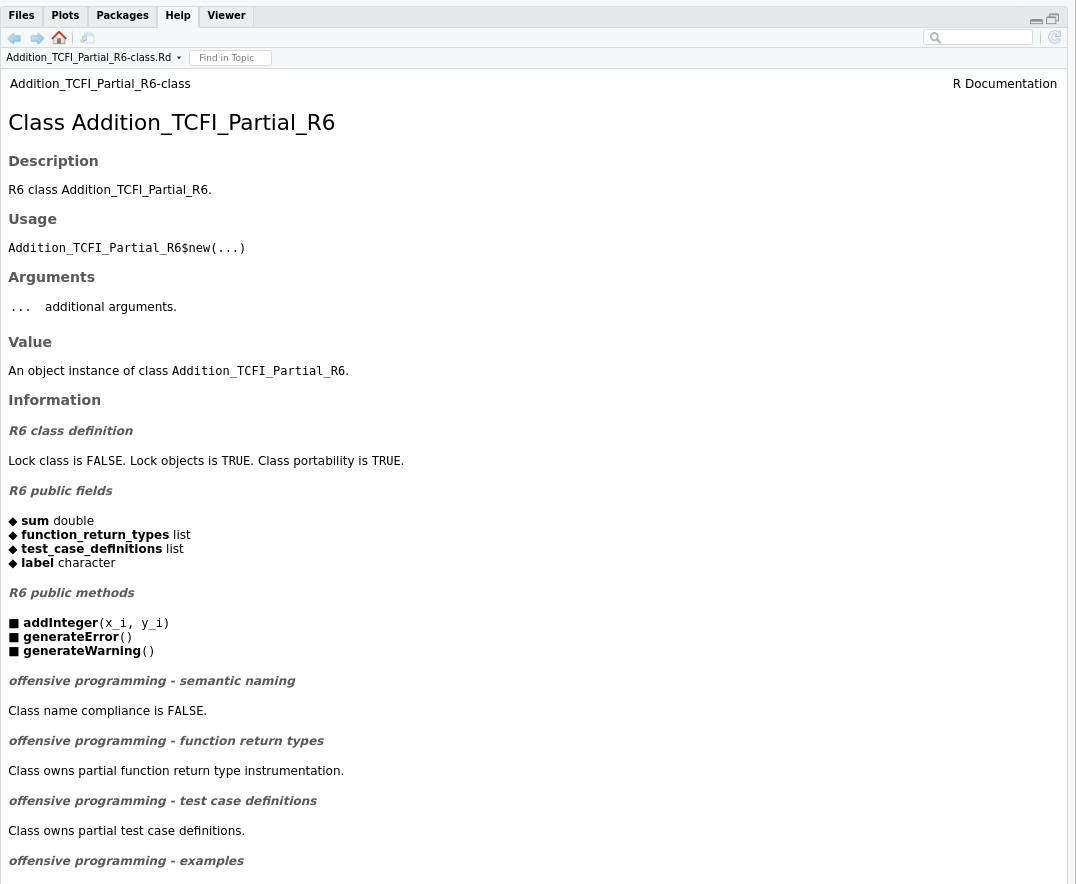 Files Plots Packages Help Viewer
Addition_TCFI_Partial_R6-class.Rd Find in Topic
Addition_TCFI_Partial_R6-class R Documentation
Class Addition_TCFI_Partial_R6
Description
R6 class Addition_TCFI_Partial_R6.
Usage
Addition_TCFI_Partial_R6$new(...)
Arguments
... additional arguments.
Value
An object instance of class Addition_TCFI_Partial_R6.
Information
R6 class definition
Lock class is FALSE. Lock objects is TRUE. Class portability is TRUE.
R6 public fields
◆ sum double
◆ function_return_types list
◆ test_case_definitions list
◆ label character
R6 public methods
■ addInteger(x_i, y_i)
■ generateError()
■ generateWarning()
offensive programming - semantic naming
Class name compliance is FALSE.
offensive programming - function return types
Class owns partial function return type instrumentation.
offensive programming - test case definitions
Class owns partial test case definitions.
offensive programming - examples